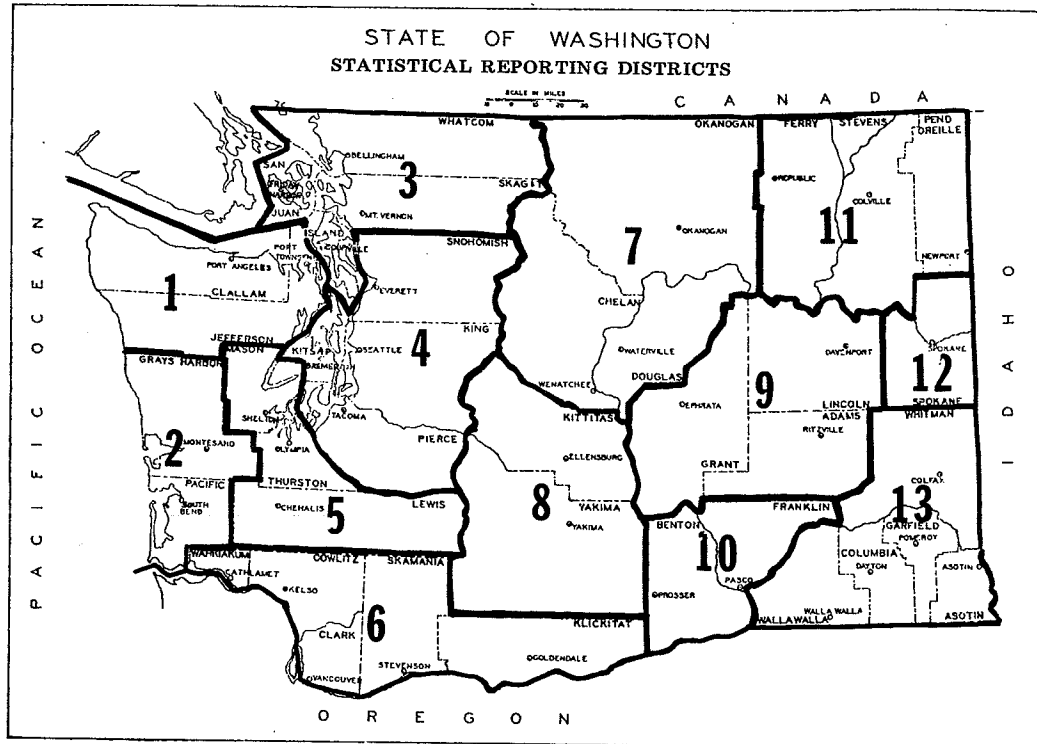 STATE OF WASHINGTON
STATISTICAL REPORTING DISTRICTS
SCALE IN MILES
CANADA
WHATCOM
OKANOGAN
FERRY
STEVENS
PEND
OREILLE
BELLINGHAM
SAN
FRIDAY
HARBOR
JUAN
3
SKAGIT
REPUBLIC
COLVILLE
MT. VERNON
ISLAND
COUPVILLE
SNOHOMISH
7
OKANOGAN
11
NEWPORT
PORT
TOWNSEND
PORT ANGELES
1
CLALLAM
EVERETT
CHELAN
JEFFERSON
MASON
KITSAP
BREMERTON
SEATTLE
KING
4
WATERVILLE
DAVENPORT
SPOKANE
12
GRAYS HARBOR
WENATCHEE
DOUGLAS
EPHRATA
9
LINCOLN
ADAMS
RITZVILLE
SPOKANE
WHITMAN
SHELTON
TACOMA
KITTITAS
2
MONTESANO
OLYMPIA
PIERCE
ELLENSBURG
GRANT
COLFAX
PACIFIC
SOUTH
BEND
THURSTON
CHEHALIS
5
LEWIS
8
YAKIMA
YAKIMA
BENTON
FRANKLIN
13
GARFIELD
POMEROY
10
COLUMBIA
DAYTON
ASOTIN
WAHKIAKUM
CATHLAMET
COWLITZ
SKAMANIA
KELSO
PROSSER
PASCO
WALLA WALLA
WALLA WALLA
ASOTIN
6
CLARK
KLICKITAT
GOLDENDALE
STEVENSON
VANCOUVER
PACIFIC OCEAN
IDAHO
OREGON